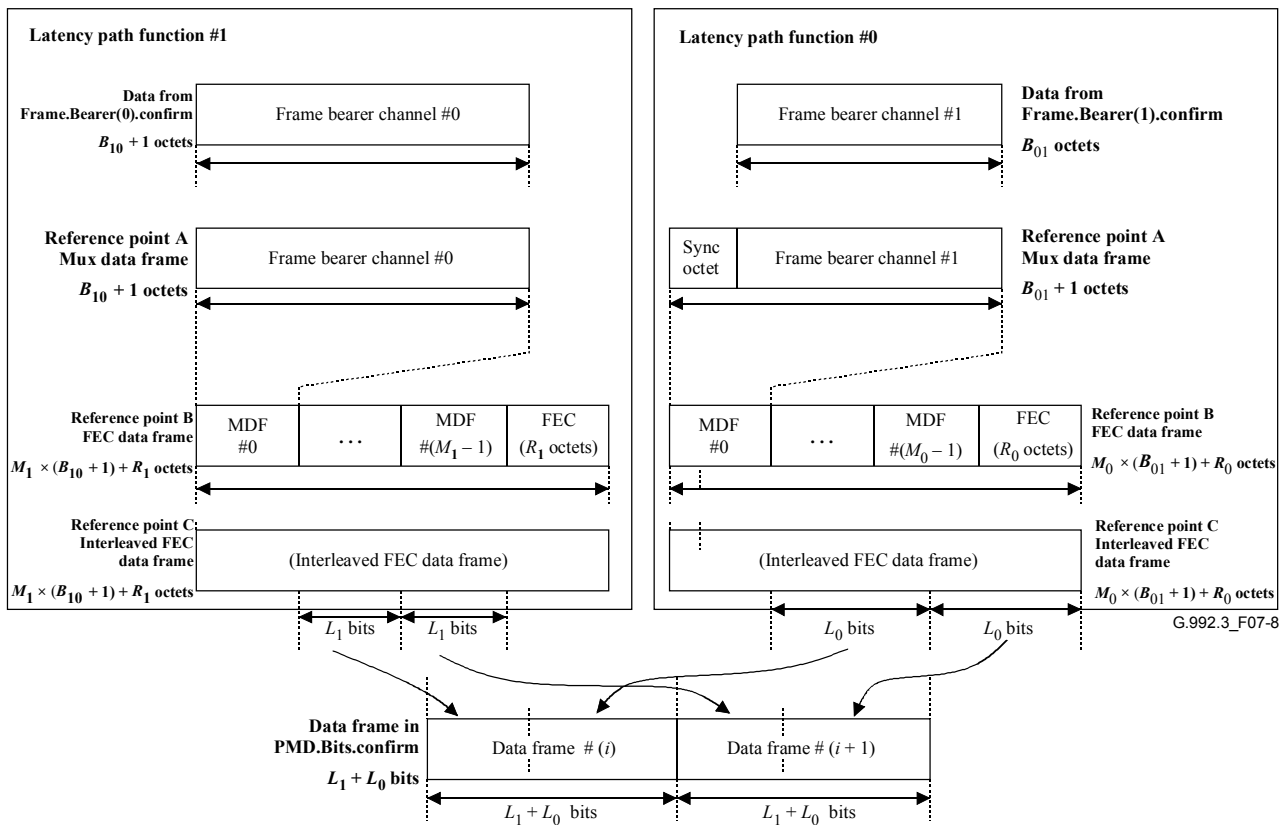 Latency path function #1
Data from
Frame.Bearer(0).confirm
B10 + 1 octets
Frame bearer channel #0
Reference point A
Mux data frame
B10 + 1 octets
Frame bearer channel #0
Reference point B
FEC data frame
M1 × (B10 + 1) + R1 octets
MDF
#0
…
MDF
#(M1 – 1)
FEC
(R1 octets)
Reference point C
Interleaved FEC
data frame
M1 × (B10 + 1) + R1 octets
(Interleaved FEC data frame)
L1 bits
L1 bits
Latency path function #0
Frame bearer channel #1
Data from
Frame.Bearer(1).confirm
B01 octets
Sync
octet
Frame bearer channel #1
Reference point A
Mux data frame
B01 + 1 octets
MDF
#0
…
MDF
#(M0 – 1)
FEC
(R0 octets)
Reference point B
FEC data frame
M0 × (B01 + 1) + R0 octets
(Interleaved FEC data frame)
Reference point C
Interleaved FEC
data frame
M0 × (B01 + 1) + R0 octets
L0 bits
L0 bits
G.992.3_F07-8
Data frame in
PMD.Bits.confirm
L1 + L0 bits
Data frame # (i)
Data frame # (i + 1)
L1 + L0 bits
L1 + L0 bits